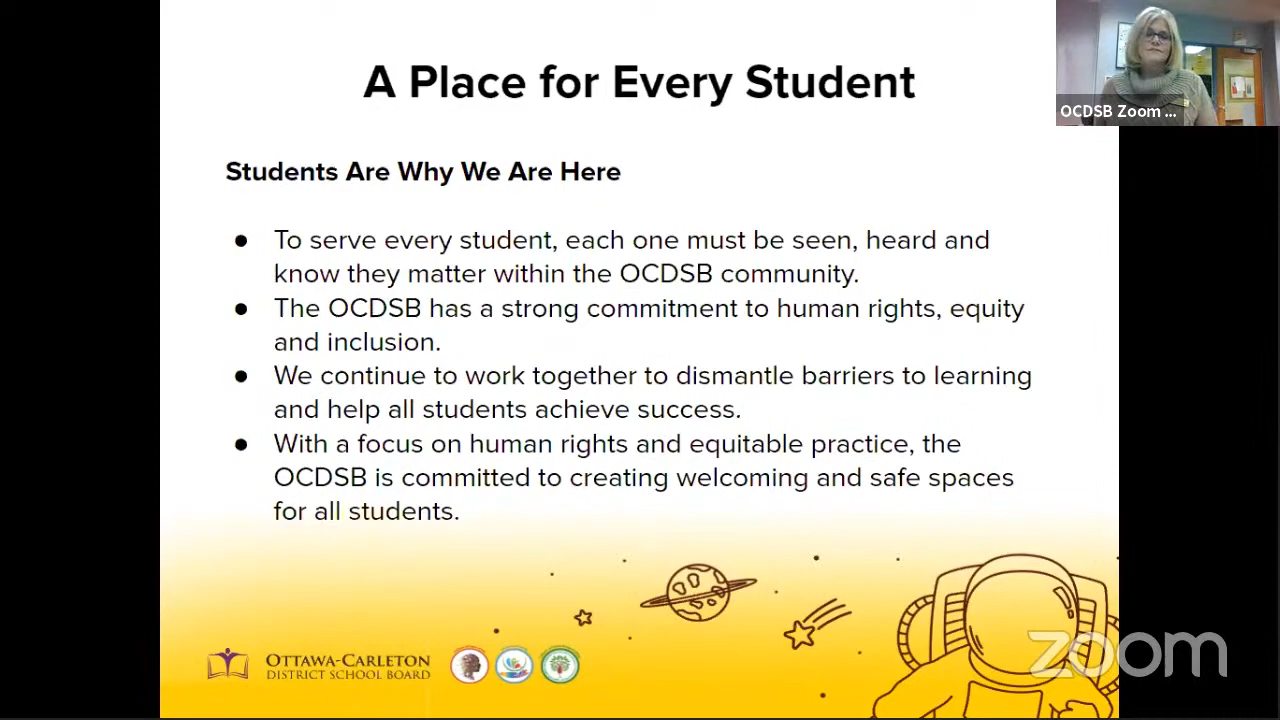 A Place for Every Student
OCDSB Zoom ...
Students Are Why We Are Here
● To serve every student, each one must be seen, heard and
know they matter within the OCDSB community.
● The OCDSB has a strong commitment to human rights, equity
and inclusion.
● We continue to work together to dismantle barriers to learning
and help all students achieve success.
● With a focus on human rights and equitable practice, the
OCDSB is committed to creating welcoming and safe spaces
for all students.
OTTAWA-CARLETON
DISTRICT SCHOOL BOARD
zoom